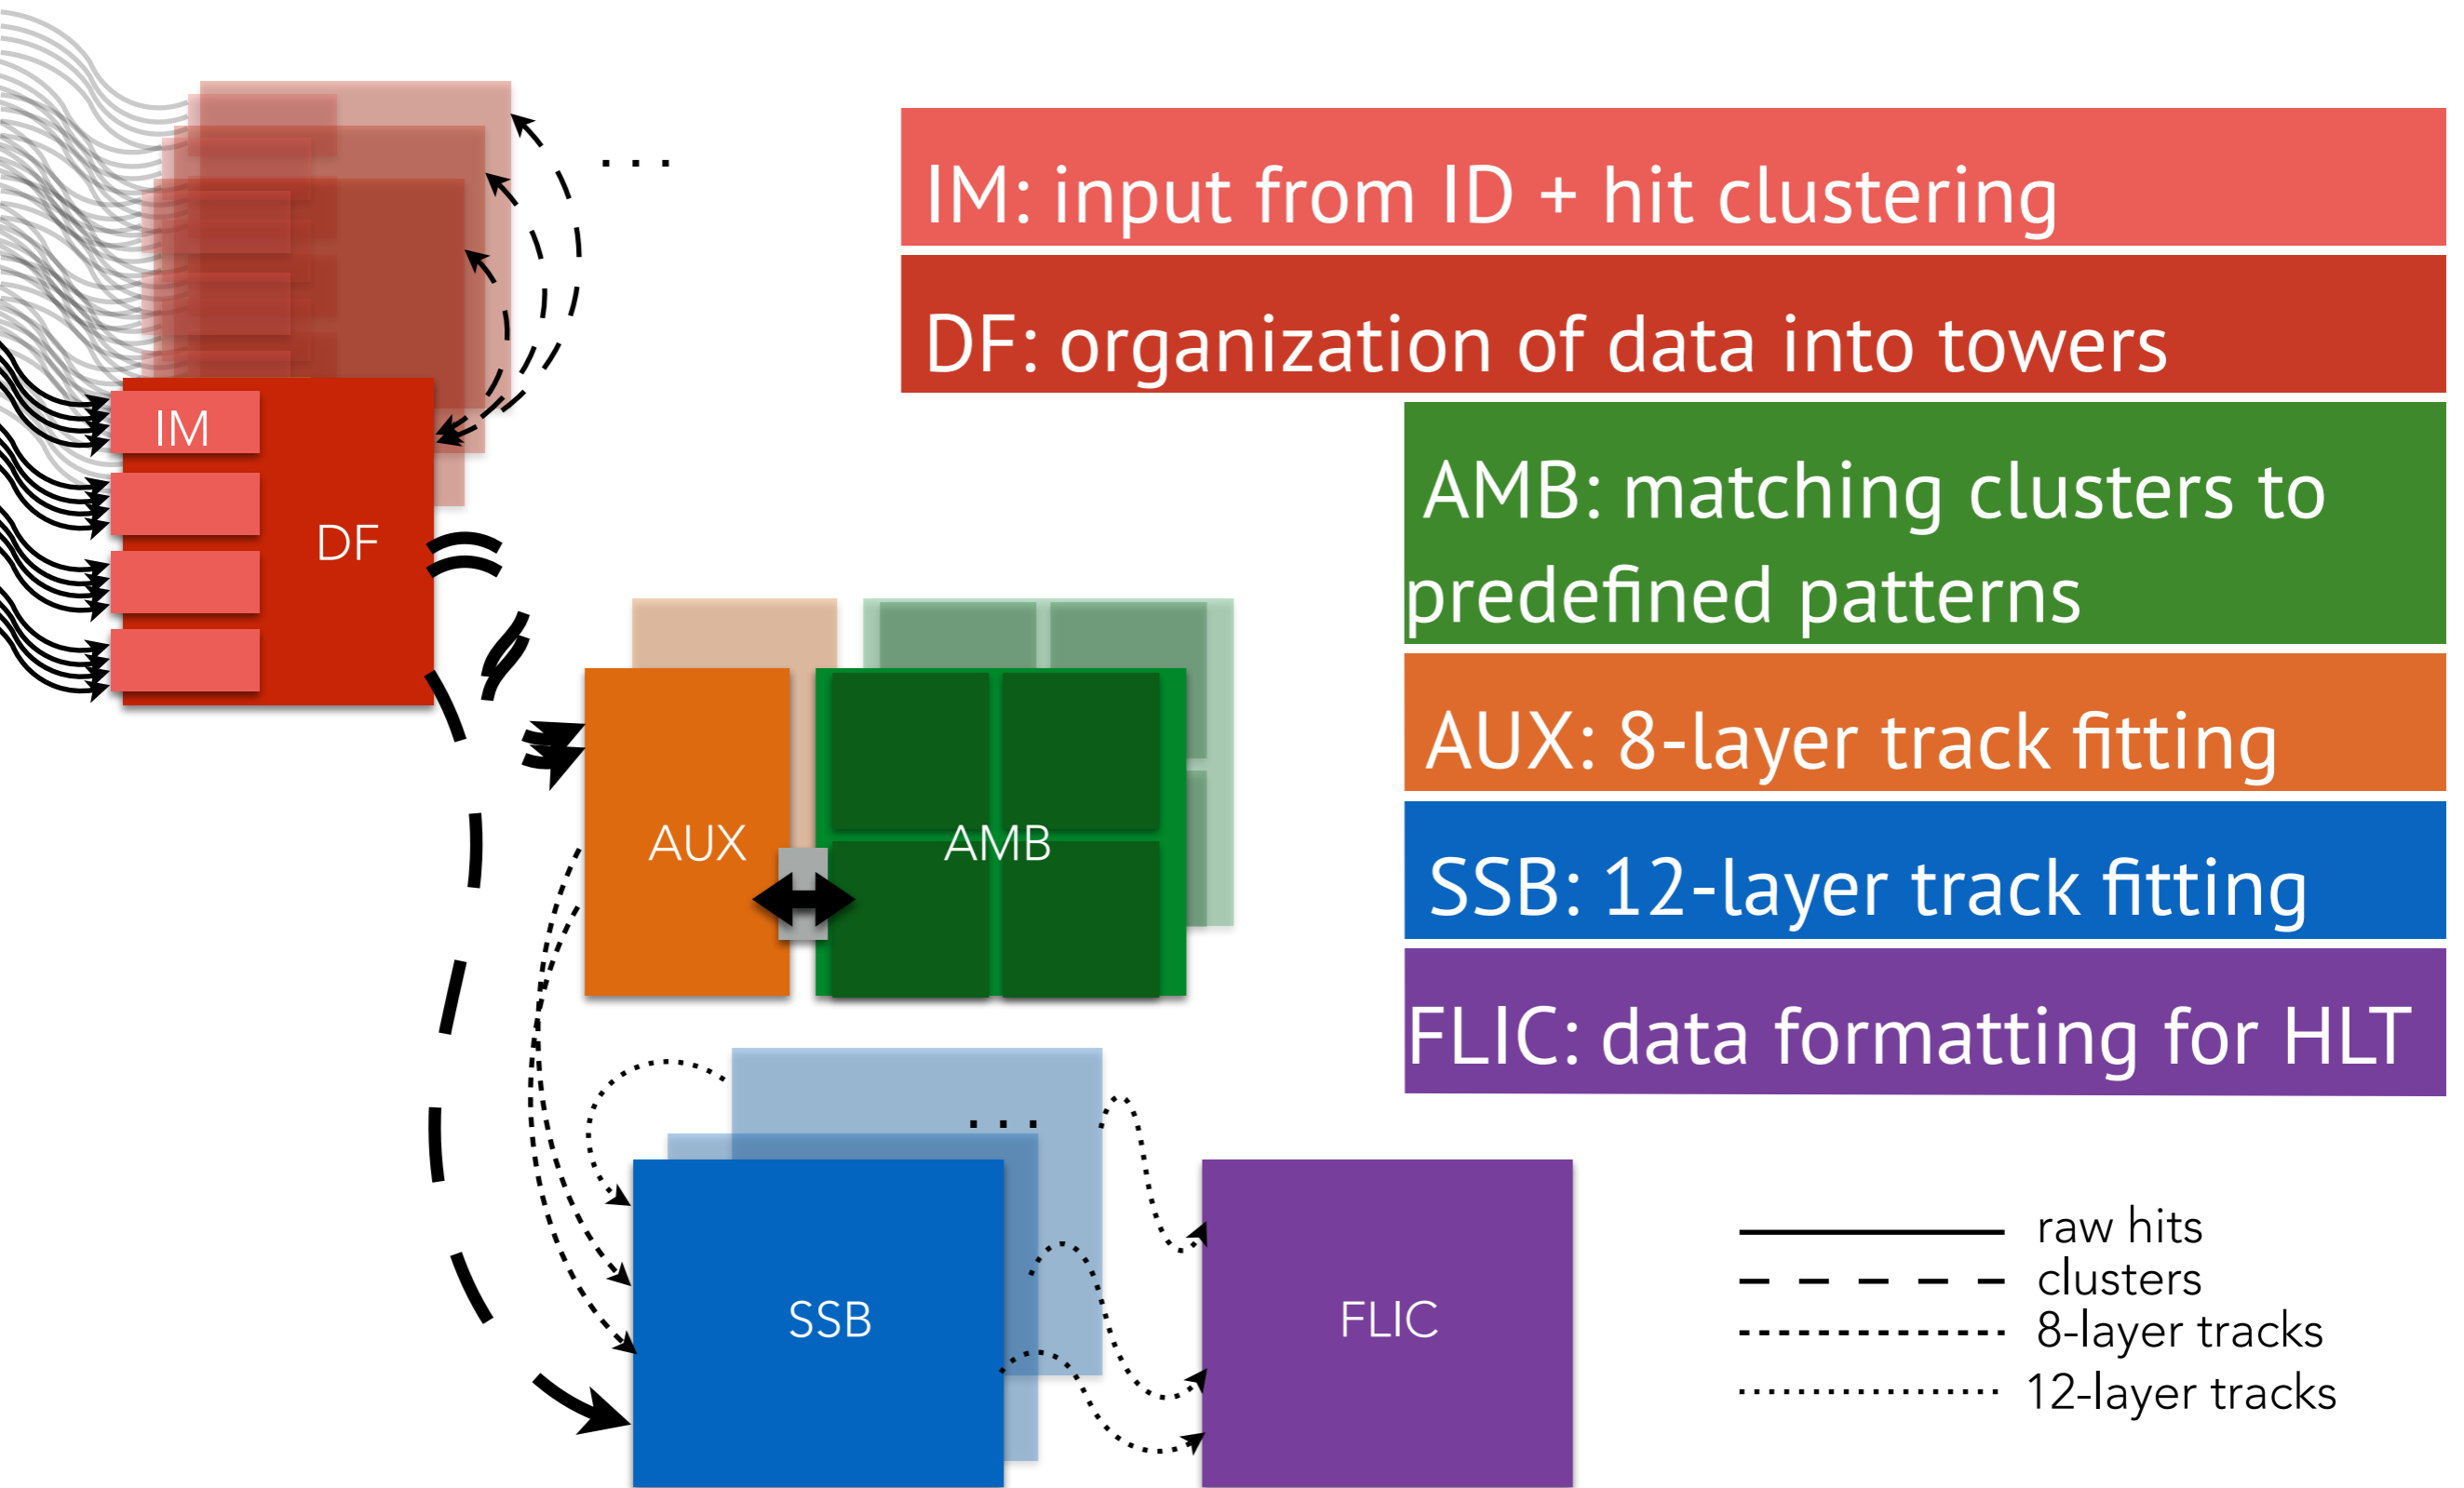 . . .
IM: input from ID + hit clustering
DF: organization of data into towers
AMB: matching clusters to
predefined patterns
AUX: 8-layer track fitting
SSB: 12-layer track fitting
FLIC: data formatting for HLT
IM
DF
AUX
AMB
. . .
SSB
FLIC
raw hits
clusters
8-layer tracks
12-layer tracks